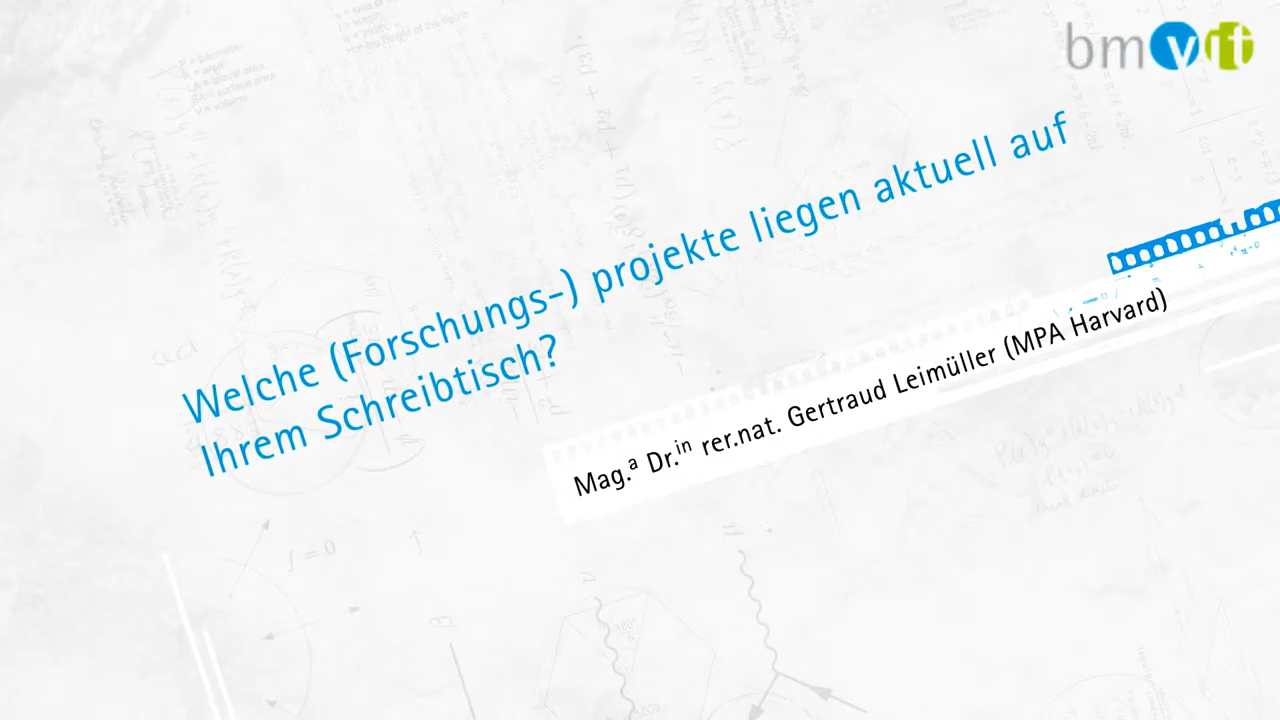 bmvit
Welche (Forschungs-) projekte liegen aktuell auf
Ihrem Schreibtisch?
Mag.ª Dr.ⁱⁿ rer.nat. Gertraud Leimüller (MPA Harvard)